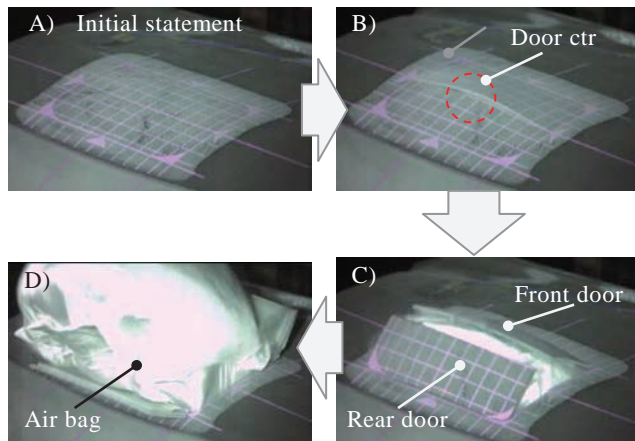 A) Initial statement
B)
Door ctr
C)
Front door
Rear door
D)
Air bag